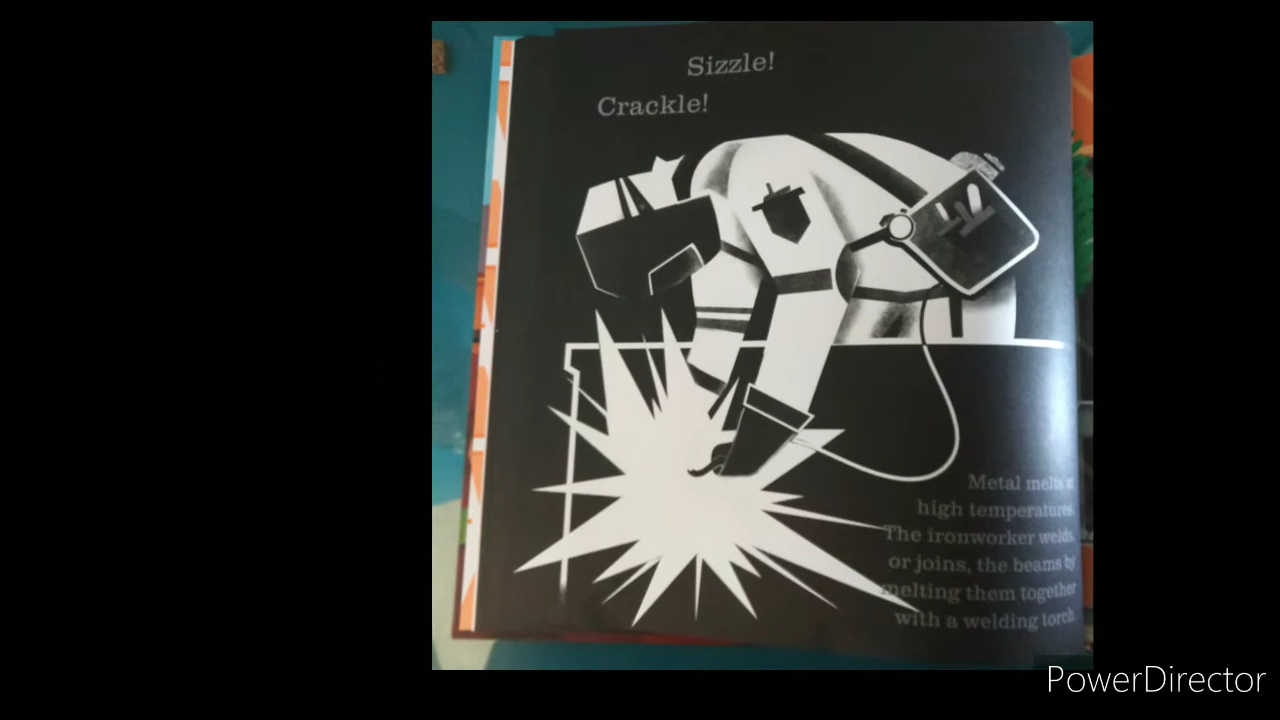 Sizzle!
Crackle!
Metal melts at
high temperatures.
The ironworker welds,
or joins, the beams by
melting them together
with a welding torch.
PowerDirector